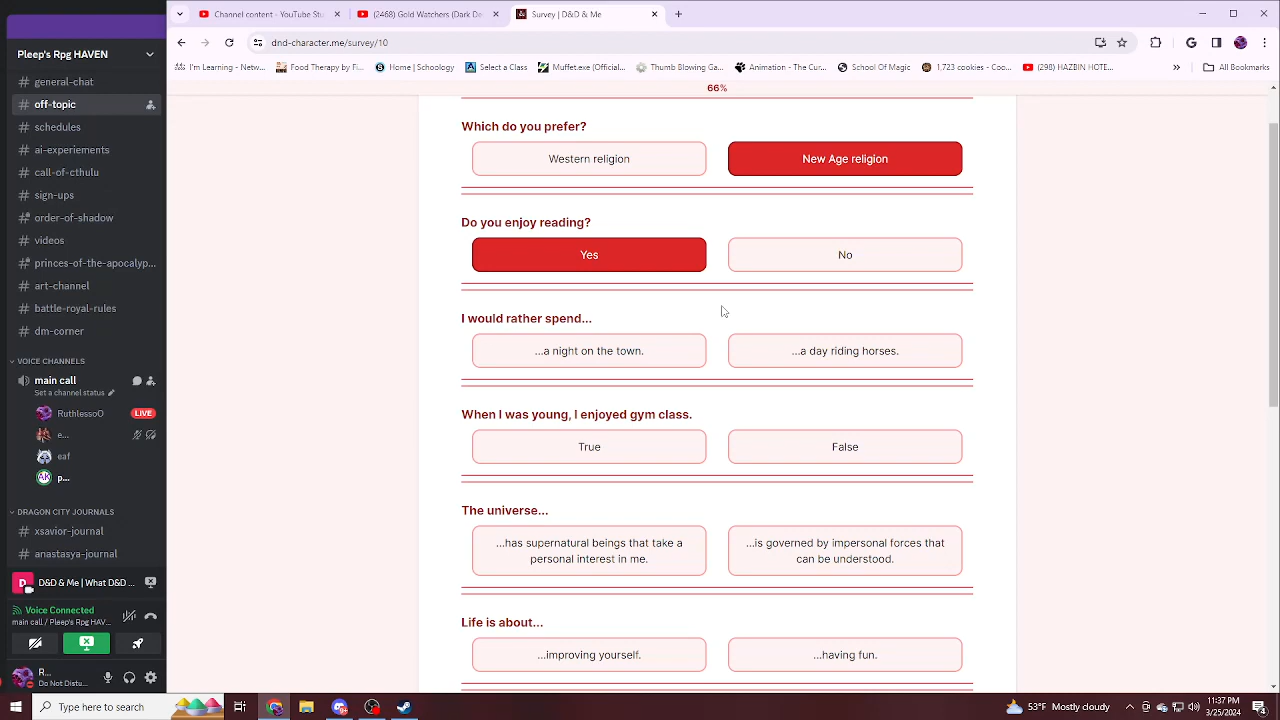 Channel content - YouTube Stu
(2468) Gold Watches (Dark Do
Survey | D&D & Me
dnd-character.me/survey/10
I'm Learning - Netw...
Food Therapy by Fi...
Home | Schoology
Select a Class
Muffet.exe (Official...
Thumb Blowing Ga...
Animation - The Cur...
School Of Magic
1,723 cookies - Coo...
(298) HAZBIN HOTE...
All Bookmarks
66%
Pleep's Rpg HAVEN
general-chat
off-topic
schedules
ai-experiements
call-of-cthulu
sign-ups
order-of-shadow
videos
princes-of-the-apocalyp...
art-channel
battle-royal-rules
dm-corner
VOICE CHANNELS
main call
Set a channel status
RuthlessoO
LIVE
e...
eaf
AK
p...
DRAGON CITY JOURNALS
xsavior-journal
anastasya-journal
D
D&D & Me | What D&D ...
Voice Connected
main call / Pleep's Rpg HAV...
R...
Do Not Distu...
Which do you prefer?
Western religion
New Age religion
Do you enjoy reading?
Yes
No
I would rather spend...
...a night on the town.
...a day riding horses.
When I was young, I enjoyed gym class.
True
False
The universe...
...has supernatural beings that take a
personal interest in me.
...is governed by impersonal forces that
can be understood.
Life is about...
...improving yourself.
...having fun.
Type here to search
53°F Mostly cloudy
11:37 PM
3/25/2024